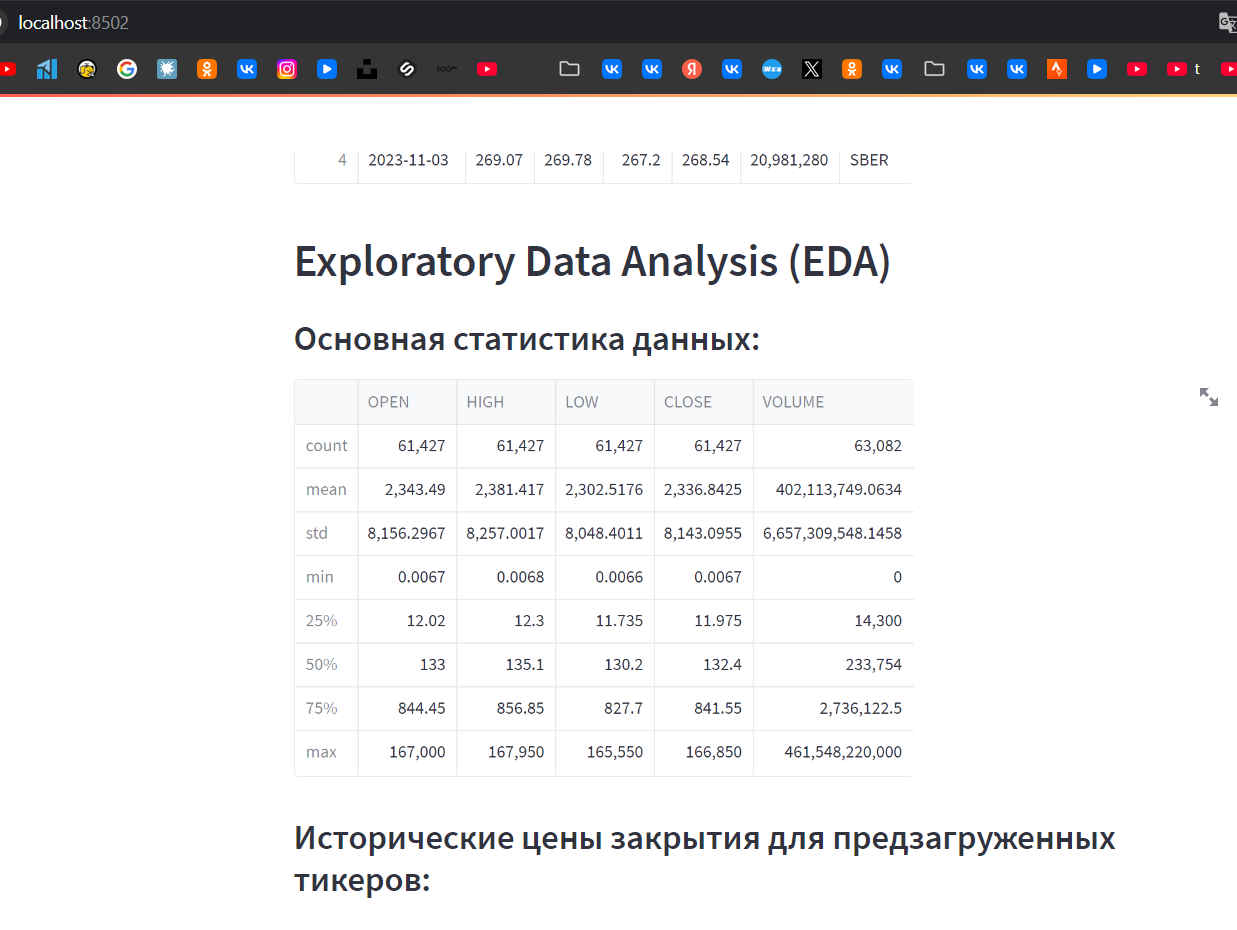 localhost:8502
t
4 2023-11-03 269.07 269.78 267.2 268.54 20,981,280 SBER
Exploratory Data Analysis (EDA)
Основная статистика данных:
OPEN HIGH LOW CLOSE VOLUME
count 61,427 61,427 61,427 61,427 63,082
mean 2,343.49 2,381.417 2,302.5176 2,336.8425 402,113,749.0634
std 8,156.2967 8,257.0017 8,048.4011 8,143.0955 6,657,309,548.1458
min 0.0067 0.0068 0.0066 0.0067 0
25% 12.02 12.3 11.735 11.975 14,300
50% 133 135.1 130.2 132.4 233,754
75% 844.45 856.85 827.7 841.55 2,736,122.5
max 167,000 167,950 165,550 166,850 461,548,220,000
Исторические цены закрытия для предзагруженных
тикеров: